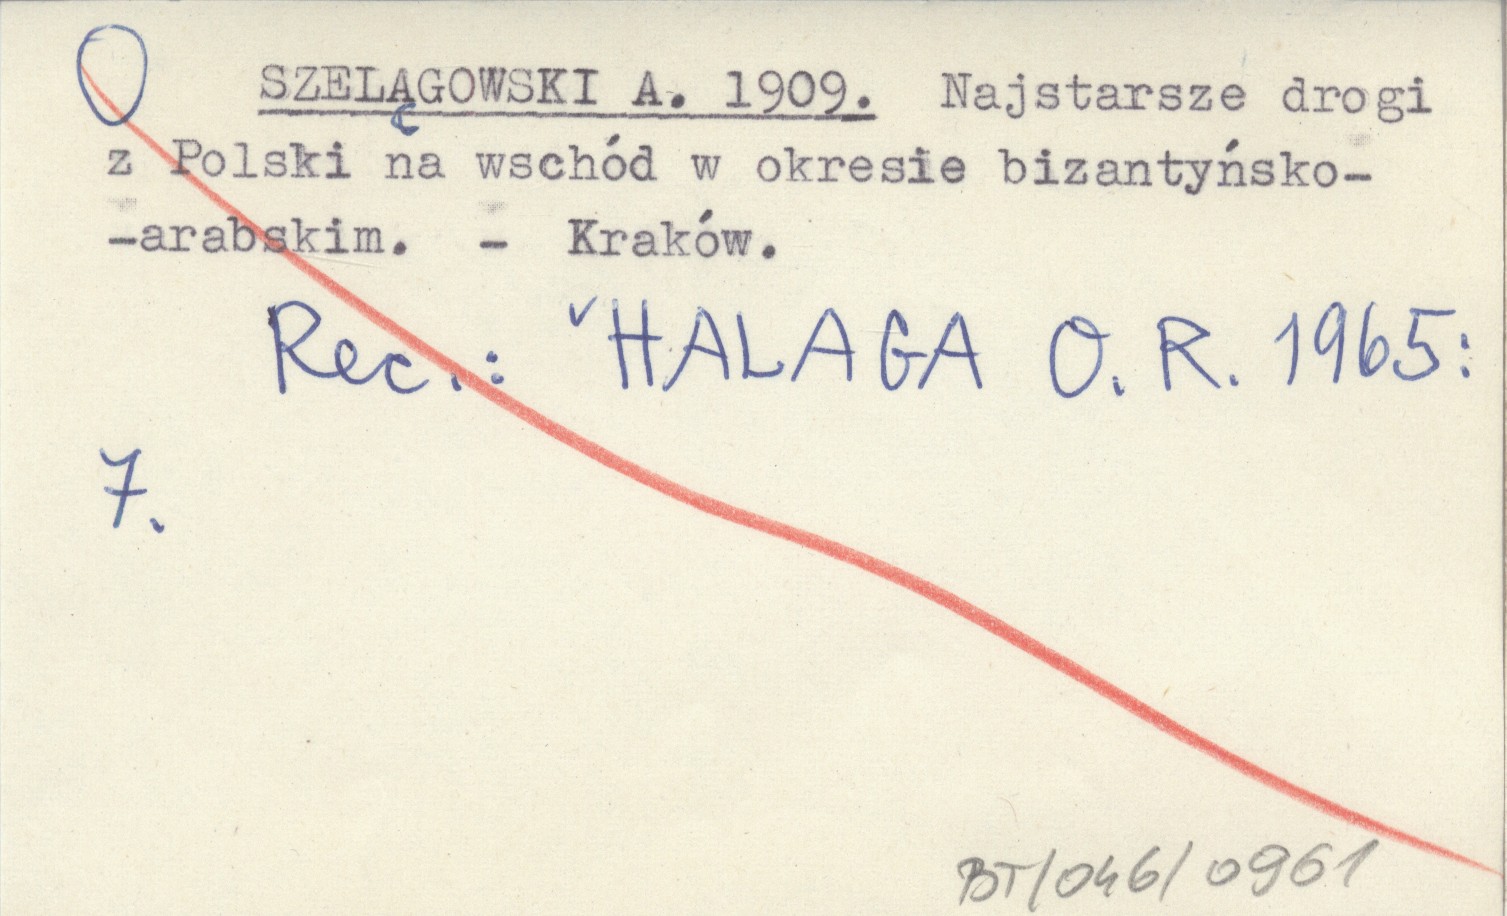 SZELĄGOWSKI A. 1909. Najstarsze drogi
z Polski na wschód w okresie bizantyńsko-
-arabskim. - Kraków.
Rec.: HALAGA O. R. 1965:
7.
BT/046/0961